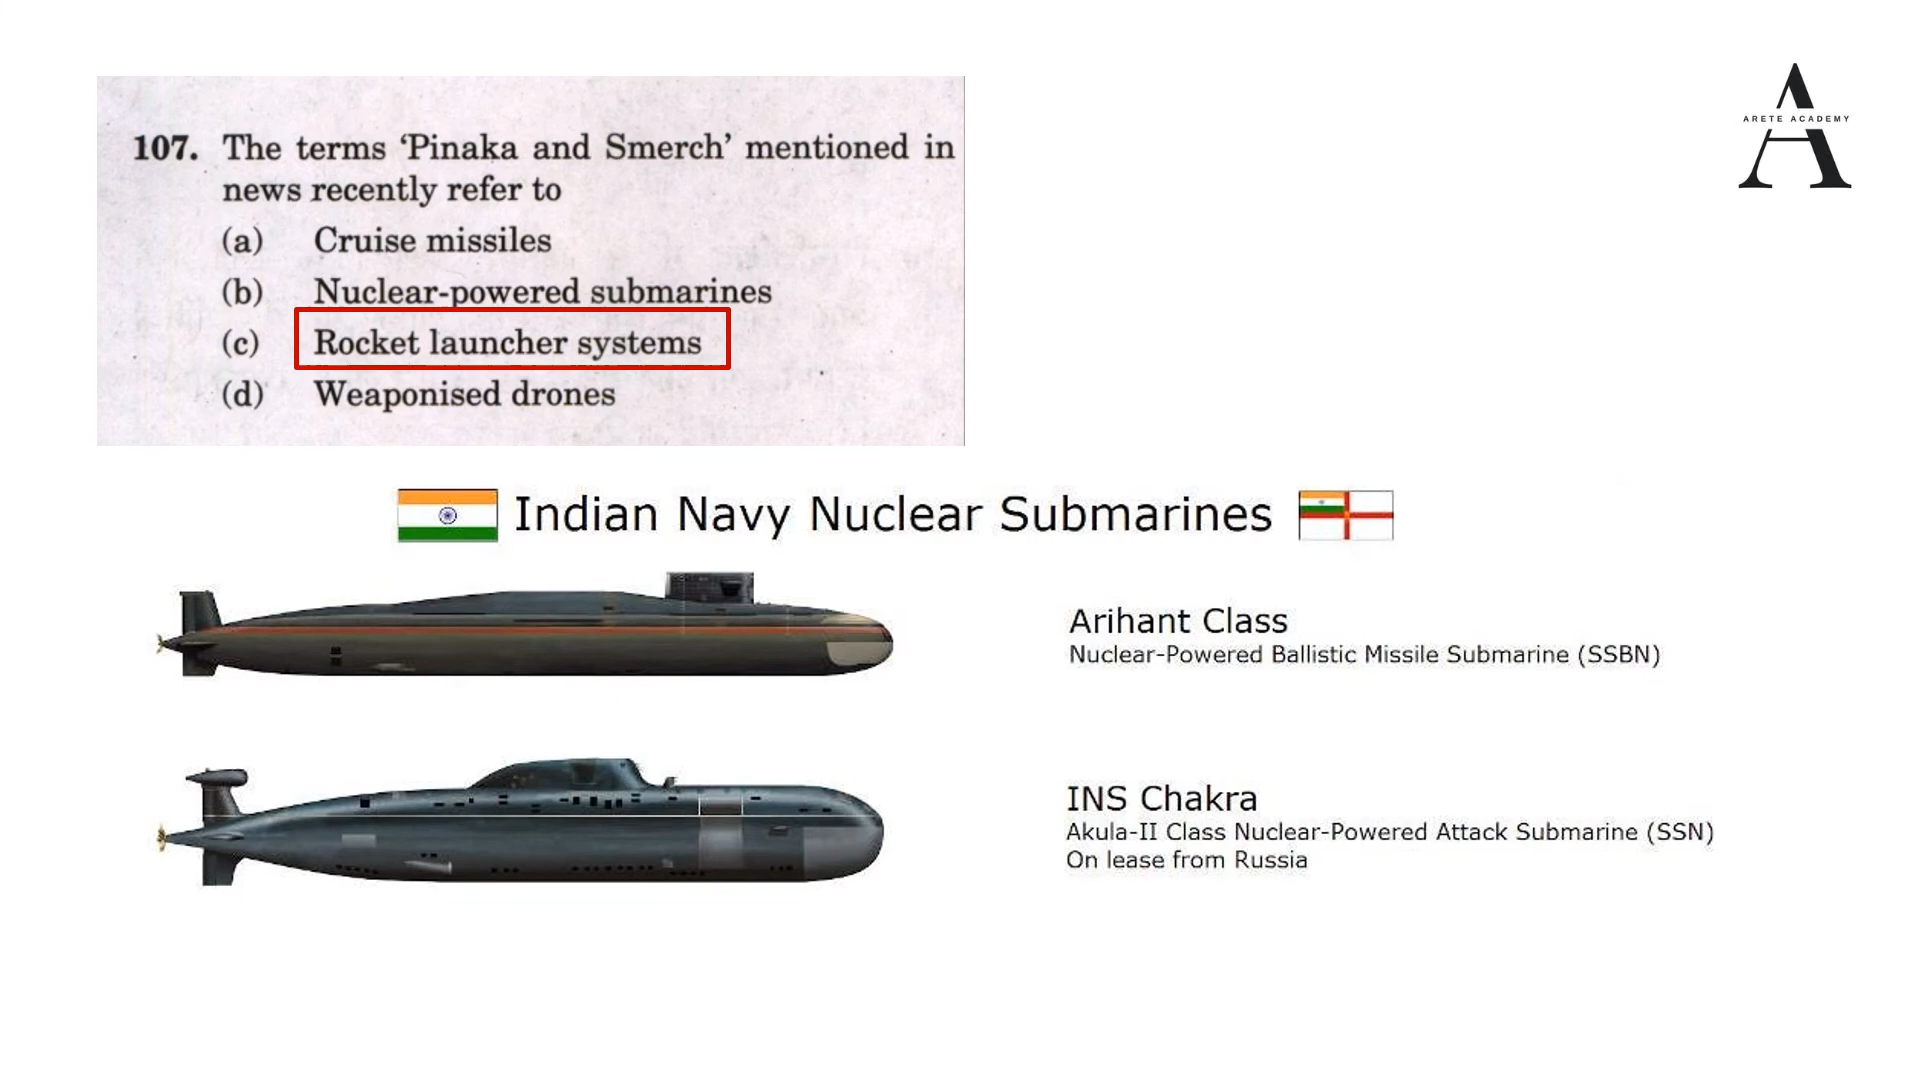 ARETE ACADEMY
107. The terms ‘Pinaka and Smerch’ mentioned in
news recently refer to
(a) Cruise missiles
(b) Nuclear-powered submarines
(c) Rocket launcher systems
(d) Weaponised drones
Indian Navy Nuclear Submarines
Arihant Class
Nuclear-Powered Ballistic Missile Submarine (SSBN)
INS Chakra
Akula-II Class Nuclear-Powered Attack Submarine (SSN)
On lease from Russia